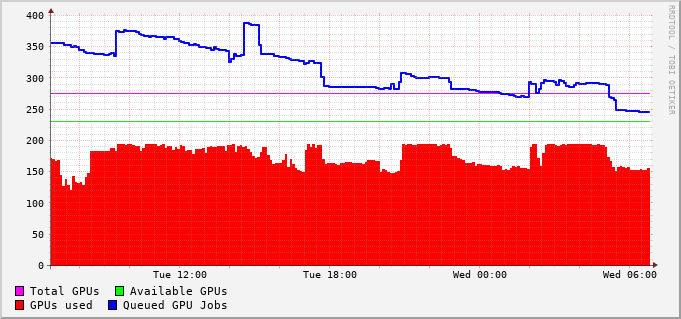 400
350
300
250
200
150
100
50
0
Tue 12:00 Tue 18:00 Wed 00:00 Wed 06:00
Total GPUs Available GPUs
GPUs used Queued GPU Jobs
RRDTOOL / TOBI OETIKER